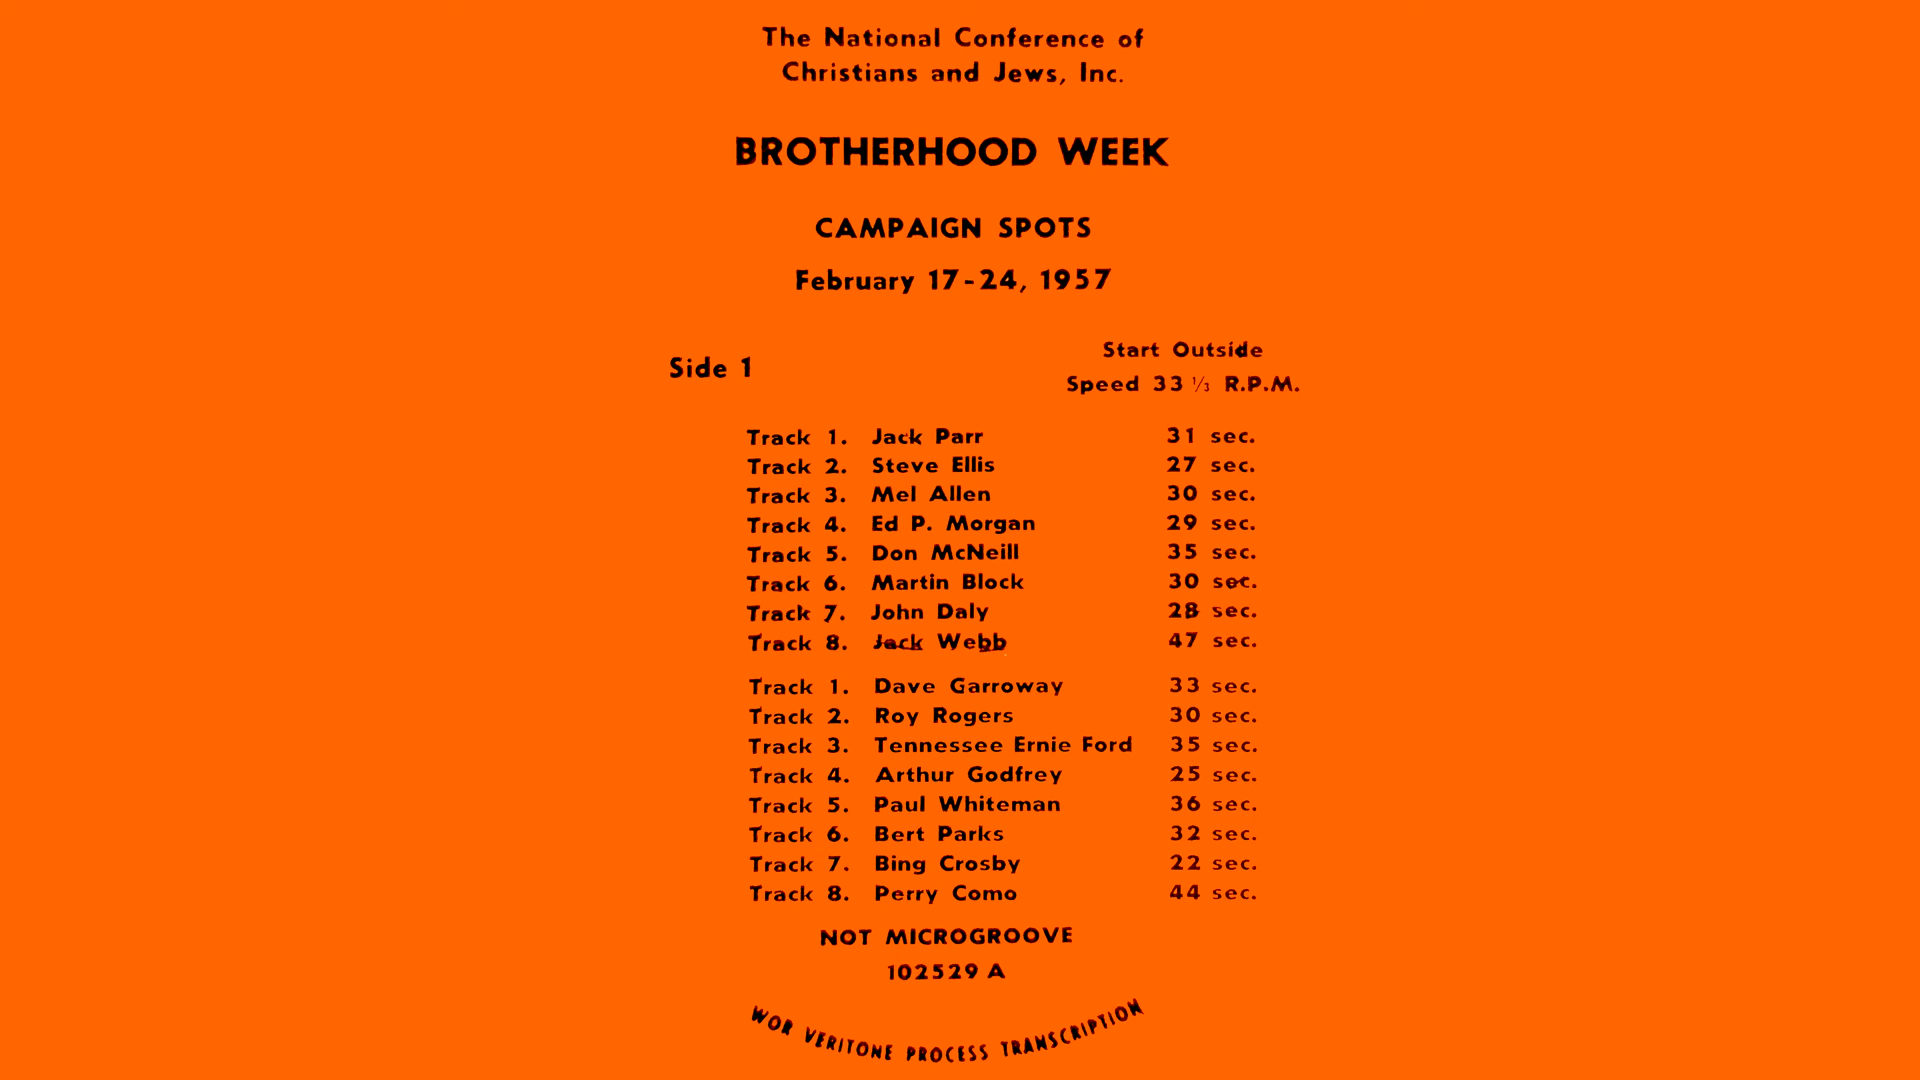 The National Conference of
Christians and Jews, Inc.
BROTHERHOOD WEEK
CAMPAIGN SPOTS
February 17-24, 1957
Side 1
Start Outside
Speed 33 1/3 R.P.M.
Track 1. Jack Parr 31 sec.
Track 2. Steve Ellis 27 sec.
Track 3. Mel Allen 30 sec.
Track 4. Ed P. Morgan 29 sec.
Track 5. Don McNeill 35 sec.
Track 6. Martin Block 30 sec.
Track 7. John Daly 28 sec.
Track 8. Jack Webb 47 sec.
Track 1. Dave Garroway 33 sec.
Track 2. Roy Rogers 30 sec.
Track 3. Tennessee Ernie Ford 35 sec.
Track 4. Arthur Godfrey 25 sec.
Track 5. Paul Whiteman 36 sec.
Track 6. Bert Parks 32 sec.
Track 7. Bing Crosby 22 sec.
Track 8. Perry Como 44 sec.
NOT MICROGROOVE
102529 A
WOR VERITONE PROCESS TRANSCRIPTION